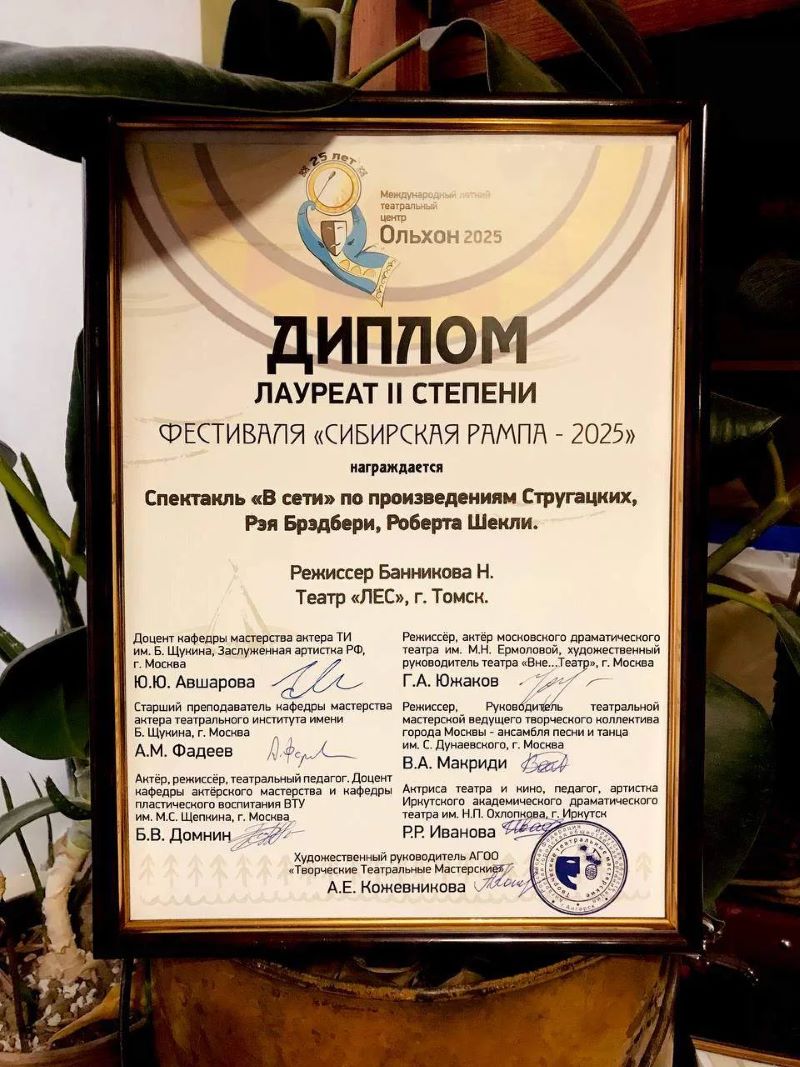 25 лет
Международный летний
театральный
центр
Ольхон 2025
ДИПЛОМ
ЛАУРЕАТ II СТЕПЕНИ
ФЕСТИВАЛЯ «СИБИРСКАЯ РАМПА - 2025»
награждается
Спектакль «В сети» по произведениям Стругацких,
Рэя Брэдбери, Роберта Шекли.
Режиссер Банникова Н.
Театр «ЛЕС», г. Томск.
Доцент кафедры мастерства актера ТИ
им. Б. Щукина, Заслуженная артистка РФ,
г. Москва
Ю.Ю. Авшарова
Старший преподаватель кафедры мастерства
актера театрального института имени
Б. Щукина, г. Москва
А.М. Фадеев
Актёр, режиссёр, театральный педагог. Доцент
кафедры актёрского мастерства и кафедры
пластического воспитания ВТУ
им. М.С. Щепкина, г. Москва
Б.В. Домнин
Режиссёр, актёр московского драматического
театра им. М.Н. Ермоловой, художественный
руководитель театра «Вне...Театр», г. Москва
Г.А. Южаков
Режиссер, Руководитель театральной
мастерской ведущего творческого коллектива
города Москвы - ансамбля песни и танца
им. С. Дунаевского, г. Москва
В.А. Макриди
Актриса театра и кино, педагог, артистка
Иркутского академического драматического
театра им. Н.П. Охлопкова, г. Иркутск
Р.Р. Иванова
Художественный руководитель АГОО
«Творческие Театральные Мастерские»
А.Е. Кожевникова